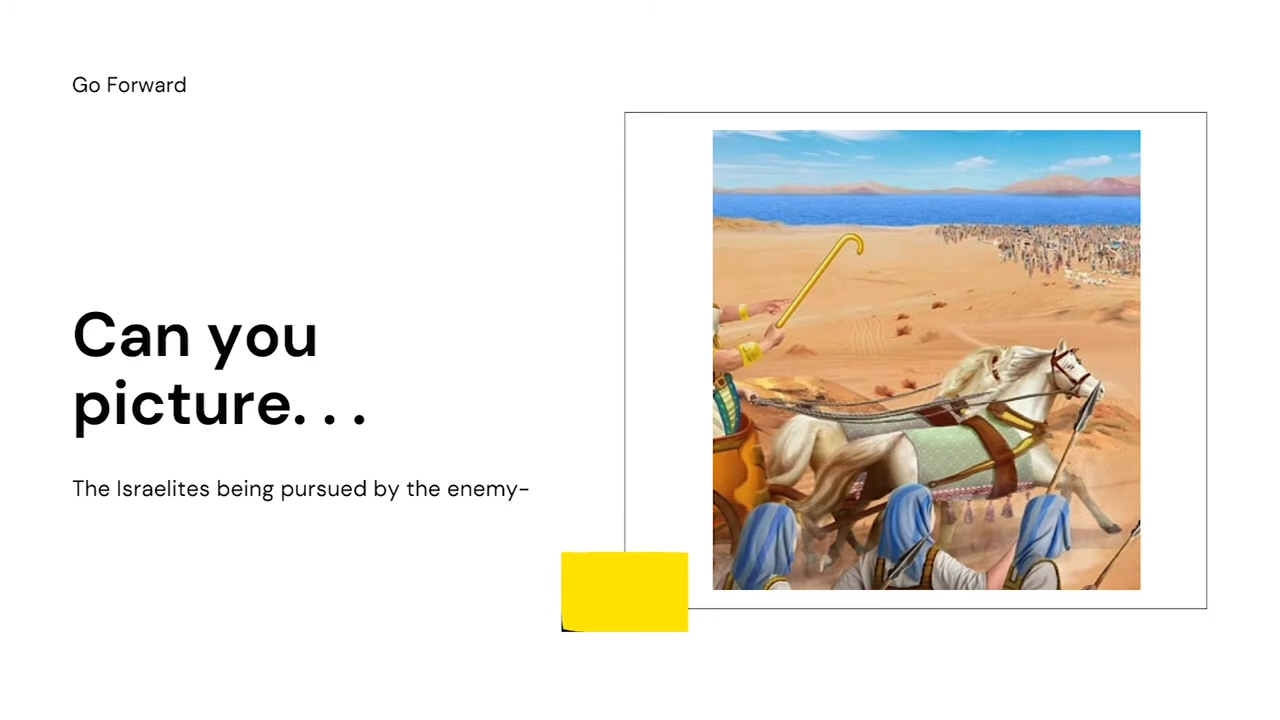 Go Forward
Can you
picture. . .
The Israelites being pursued by the enemy-